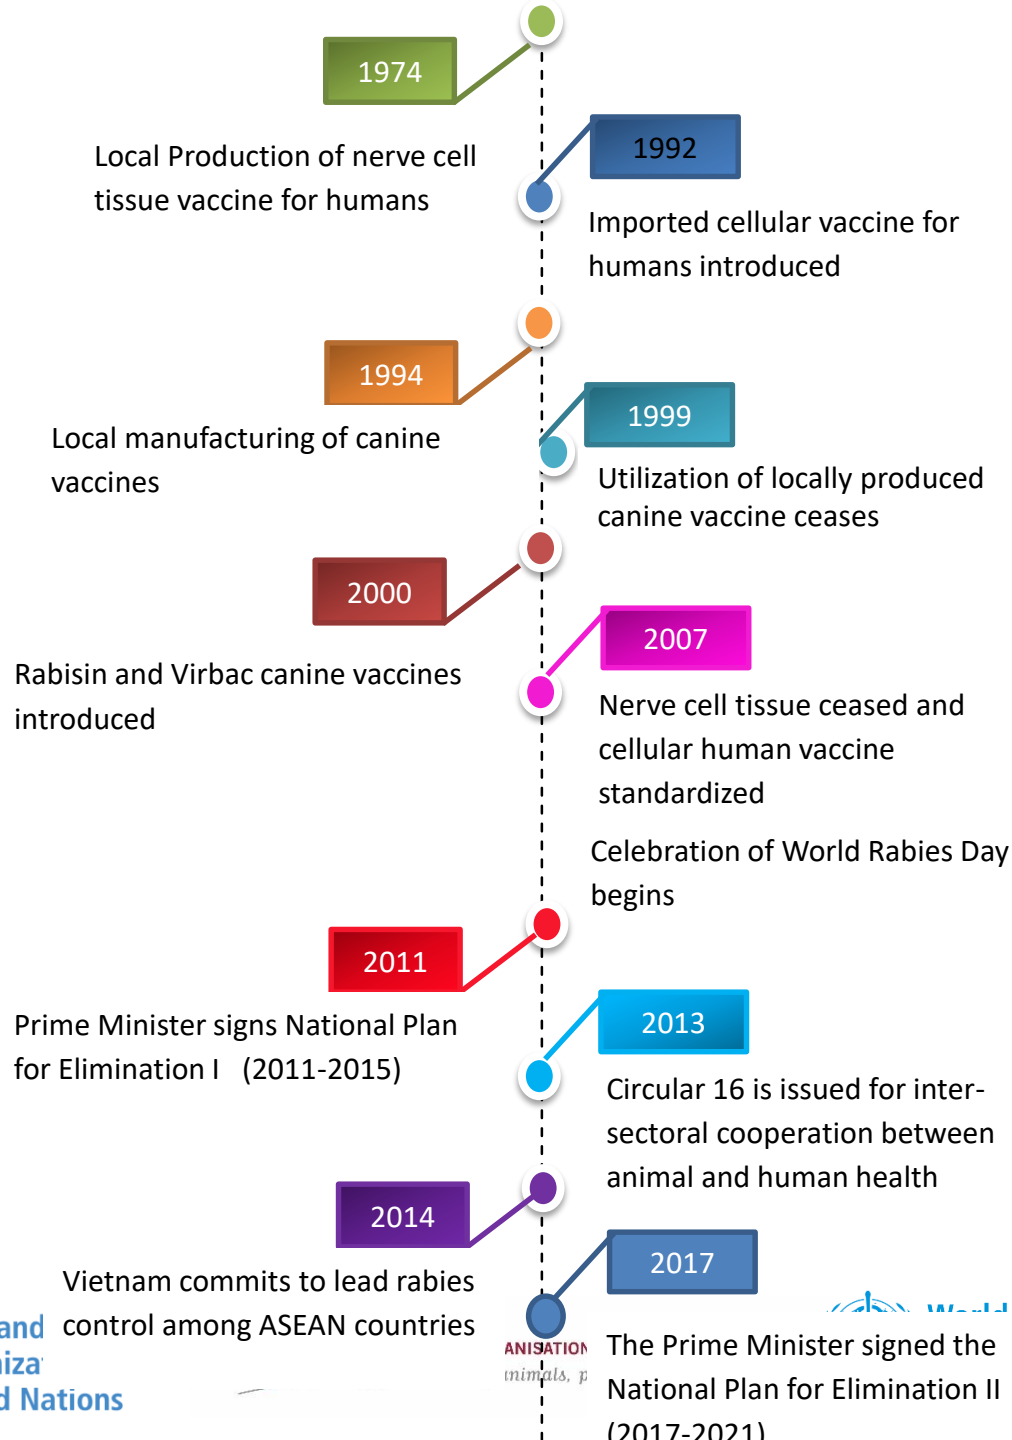 1974
Local Production of nerve cell
tissue vaccine for humans
1992
Imported cellular vaccine for
humans introduced
1994
Local manufacturing of canine
vaccines
1999
Utilization of locally produced
canine vaccine ceases
2000
Rabisin and Virbac canine vaccines
introduced
2007
Nerve cell tissue ceased and
cellular human vaccine
standardized
Celebration of World Rabies Day
begins
2011
Prime Minister signs National Plan
for Elimination I (2011-2015)
2013
Circular 16 is issued for inter-
sectoral cooperation between
animal and human health
2014
Vietnam commits to lead rabies
control among ASEAN countries
2017
The Prime Minister signed the
National Plan for Elimination II
(2017-2021)
and
Nations
World